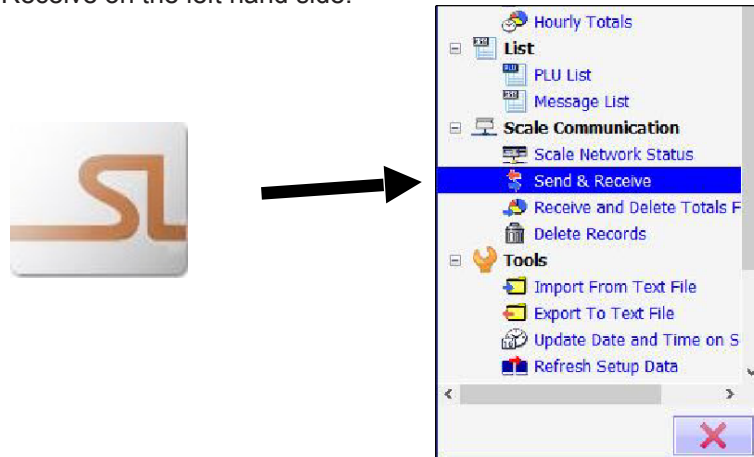 Receive on the left hand side.
SL
Hourly Totals
List
PLU List
Message List
Scale Communication
Scale Network Status
Send & Receive
Receive and Delete Totals F
Delete Records
Tools
Import From Text File
Export To Text File
Update Date and Time on S
Refresh Setup Data